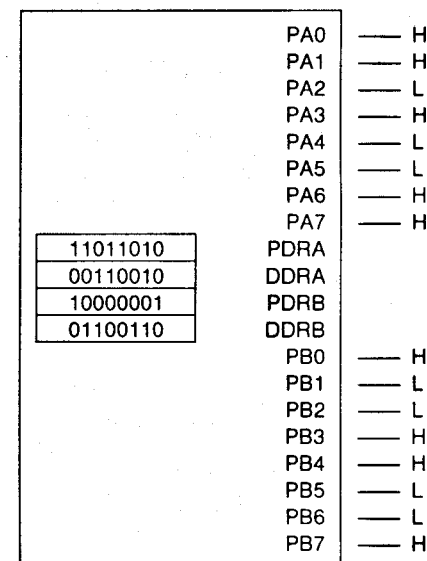 PA0 H
PA1 H
PA2 L
PA3 H
PA4 L
PA5 L
PA6 H
PA7 H
11011010 PDRA
00110010 DDRA
10000001 PDRB
01100110 DDRB
PB0 H
PB1 L
PB2 L
PB3 H
PB4 H
PB5 L
PB6 L
PB7 H